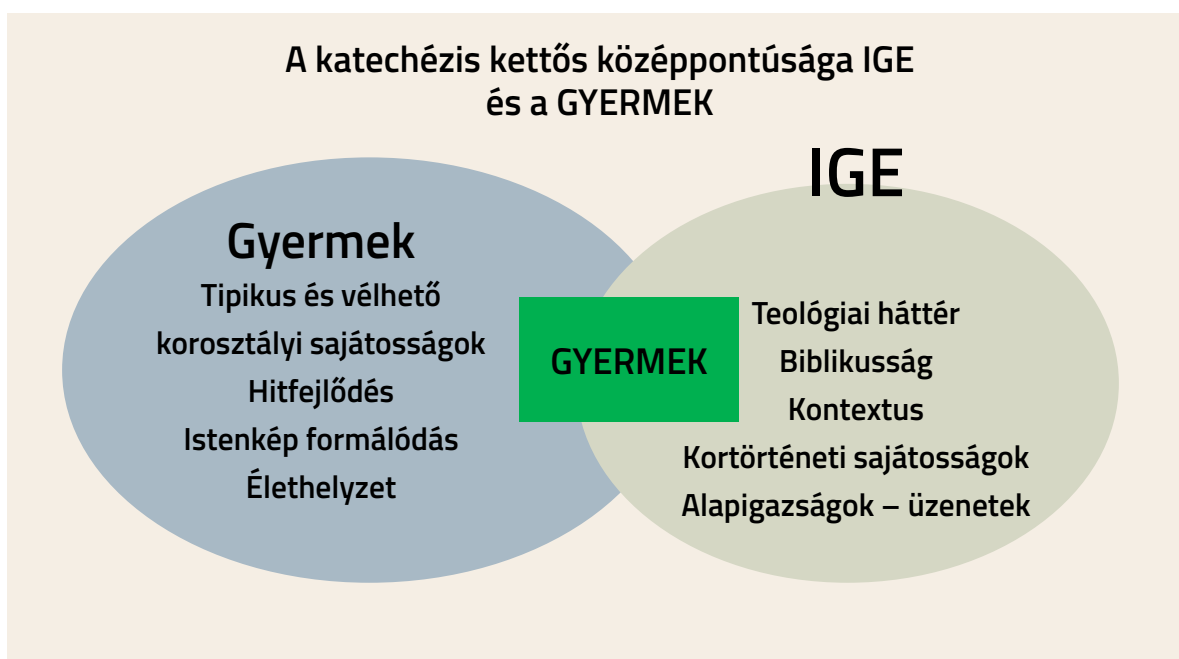 A katechézis kettős középpontúsága IGE
és a GYERMEK
Gyermek
Tipikus és vélhető
korosztályi sajátosságok
Hitfejlődés
Istenkép formálódás
Élethelyzet
GYERMEK
IGE
Teológiai háttér
Biblikusság
Kontextus
Kortörténeti sajátosságok
Alapigazságok – üzenetek